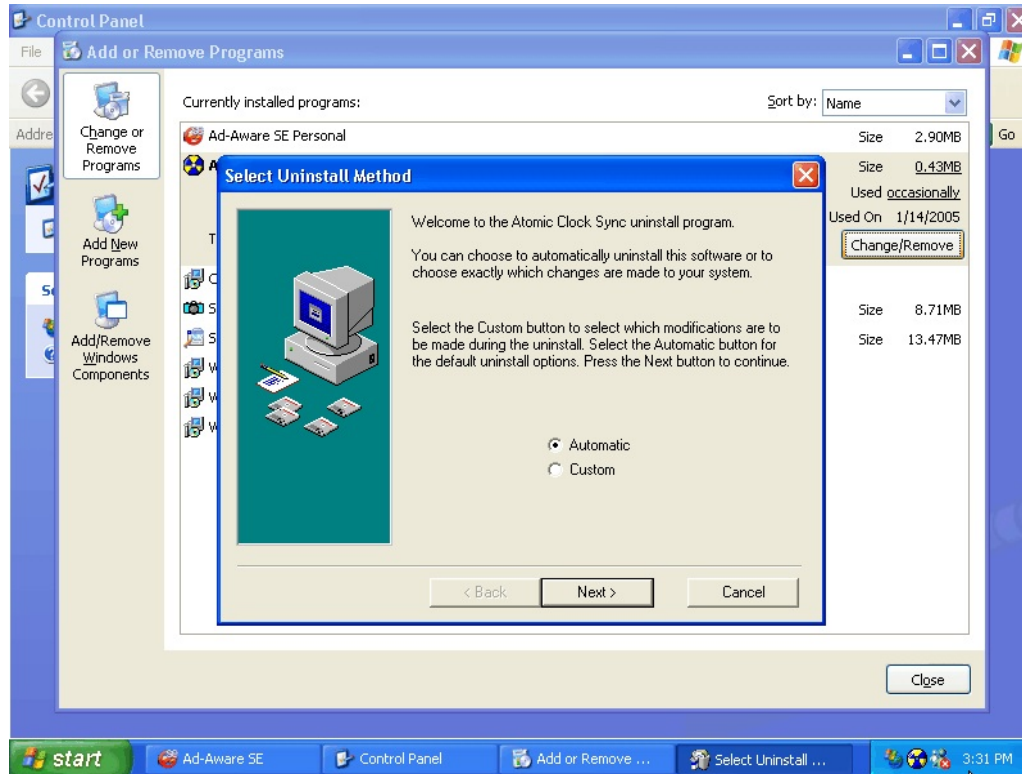 Control Panel
File
Add or Remove Programs
Change or
Remove
Programs
Currently installed programs:
Sort by:
Name
Ad-Aware SE Personal
Size
2.90MB
Size
0.43MB
Used
occasionally
Used On
1/14/2005
Change/Remove
Go
Add New
Programs
Add/Remove
Windows
Components
Select Uninstall Method
Welcome to the Atomic Clock Sync uninstall program.
You can choose to automatically uninstall this software or to
choose exactly which changes are made to your system.
Select the Custom button to select which modifications are to
be made during the uninstall. Select the Automatic button for
the default uninstall options. Press the Next button to continue.
Automatic
Custom
< Back
Next >
Cancel
Size
8.71MB
Size
13.47MB
Close
start
Ad-Aware SE
Control Panel
Add or Remove ...
Select Uninstall ...
3:31 PM